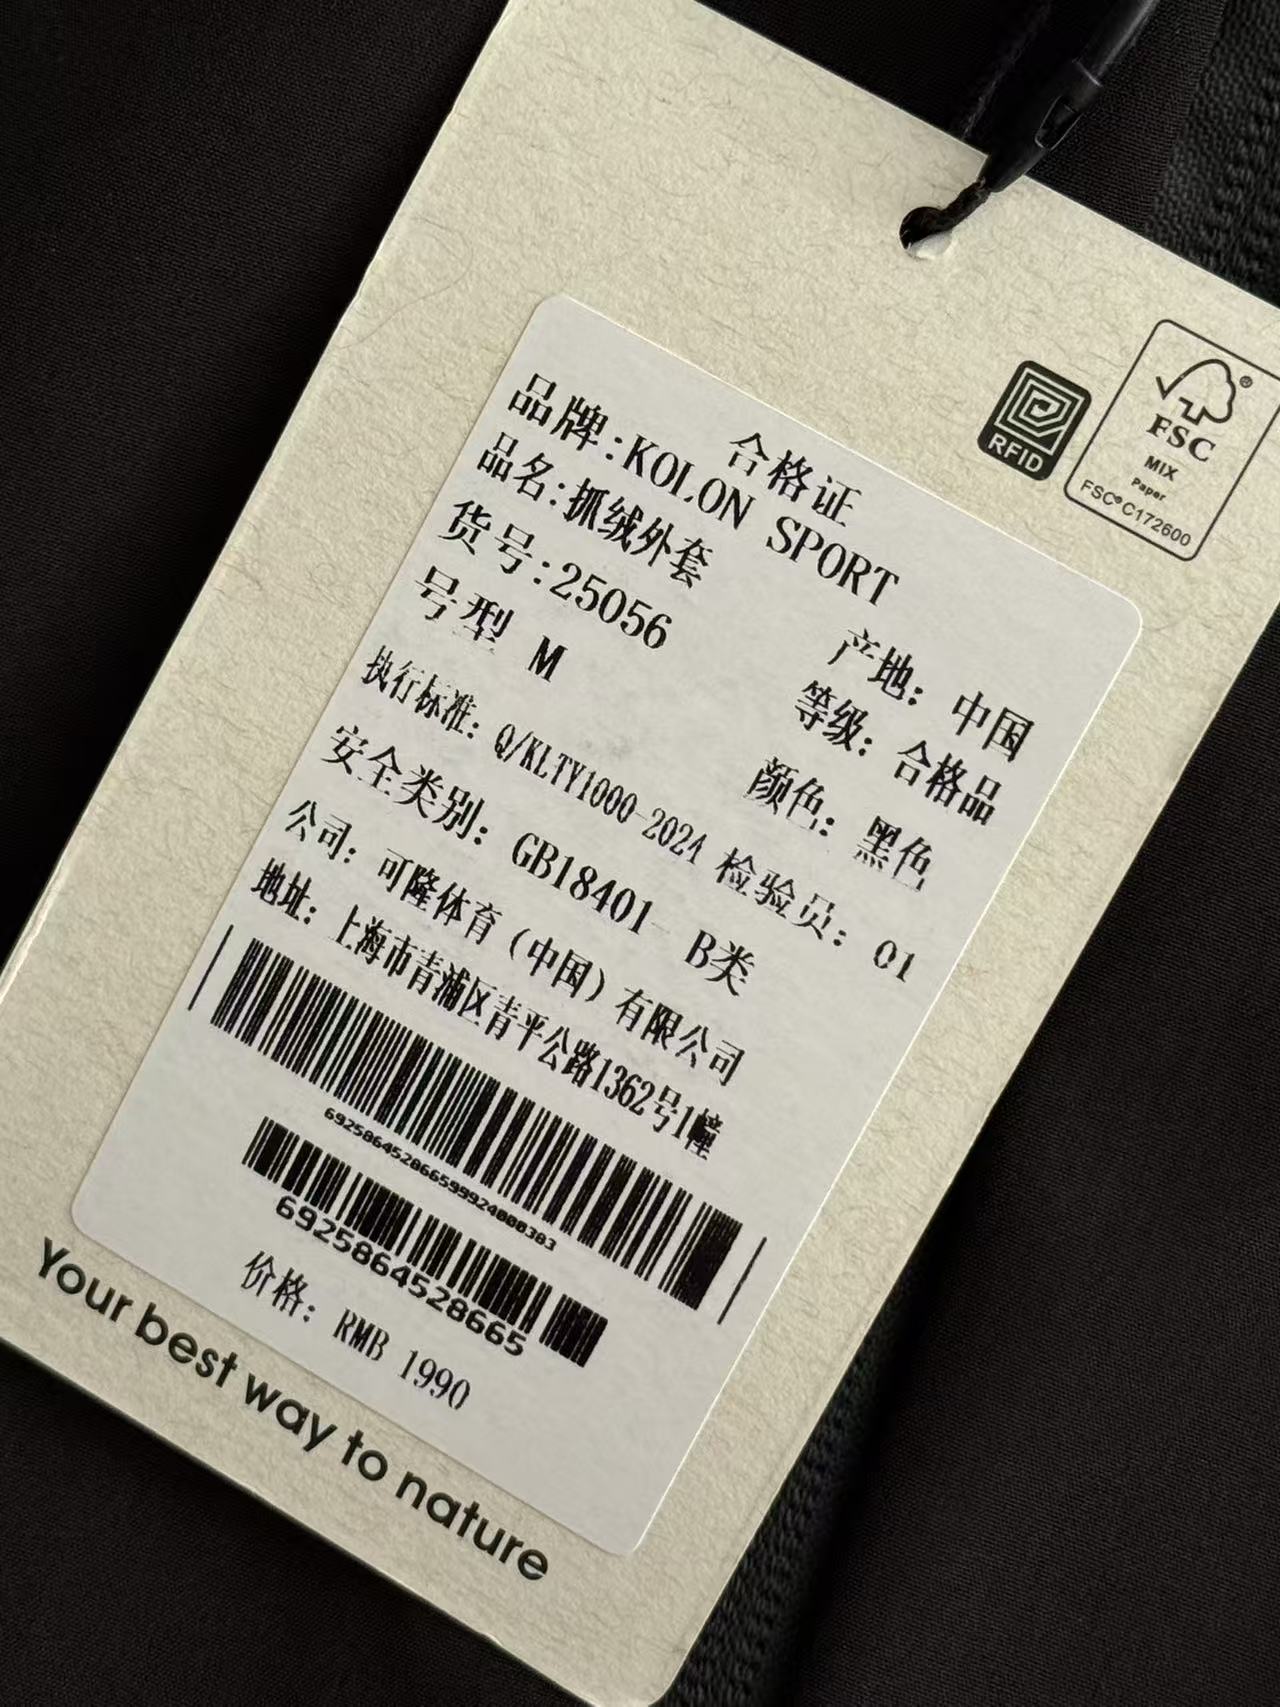 RFID
FSC®
MIX
Paper
FSC® C172600
合格证
品牌:KOLON SPORT
品名:抓绒外套 产地：中国
货号:25056 等级：合格品
号型 M 颜色：黑色
执行标准：Q/KLTY1000-2024 检验员：01
安全类别：GB18401- B类
公司：可隆体育（中国）有限公司
地址：上海市青浦区青平公路1362号1幢
692586452866599924000303
6925864528665
价格：RMB 1990
Your best way to nature